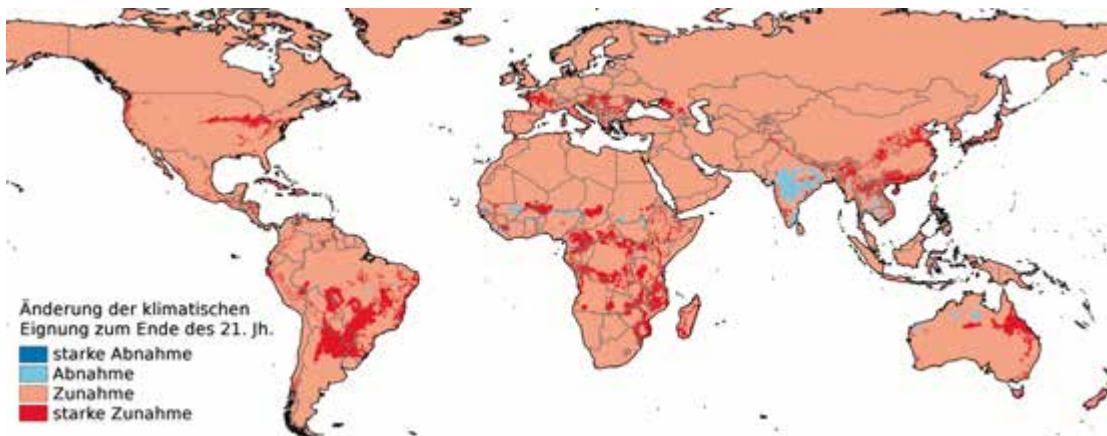 Änderung der klimatischen
Eignung zum Ende des 21. Jh.
starke Abnahme
Abnahme
Zunahme
starke Zunahme